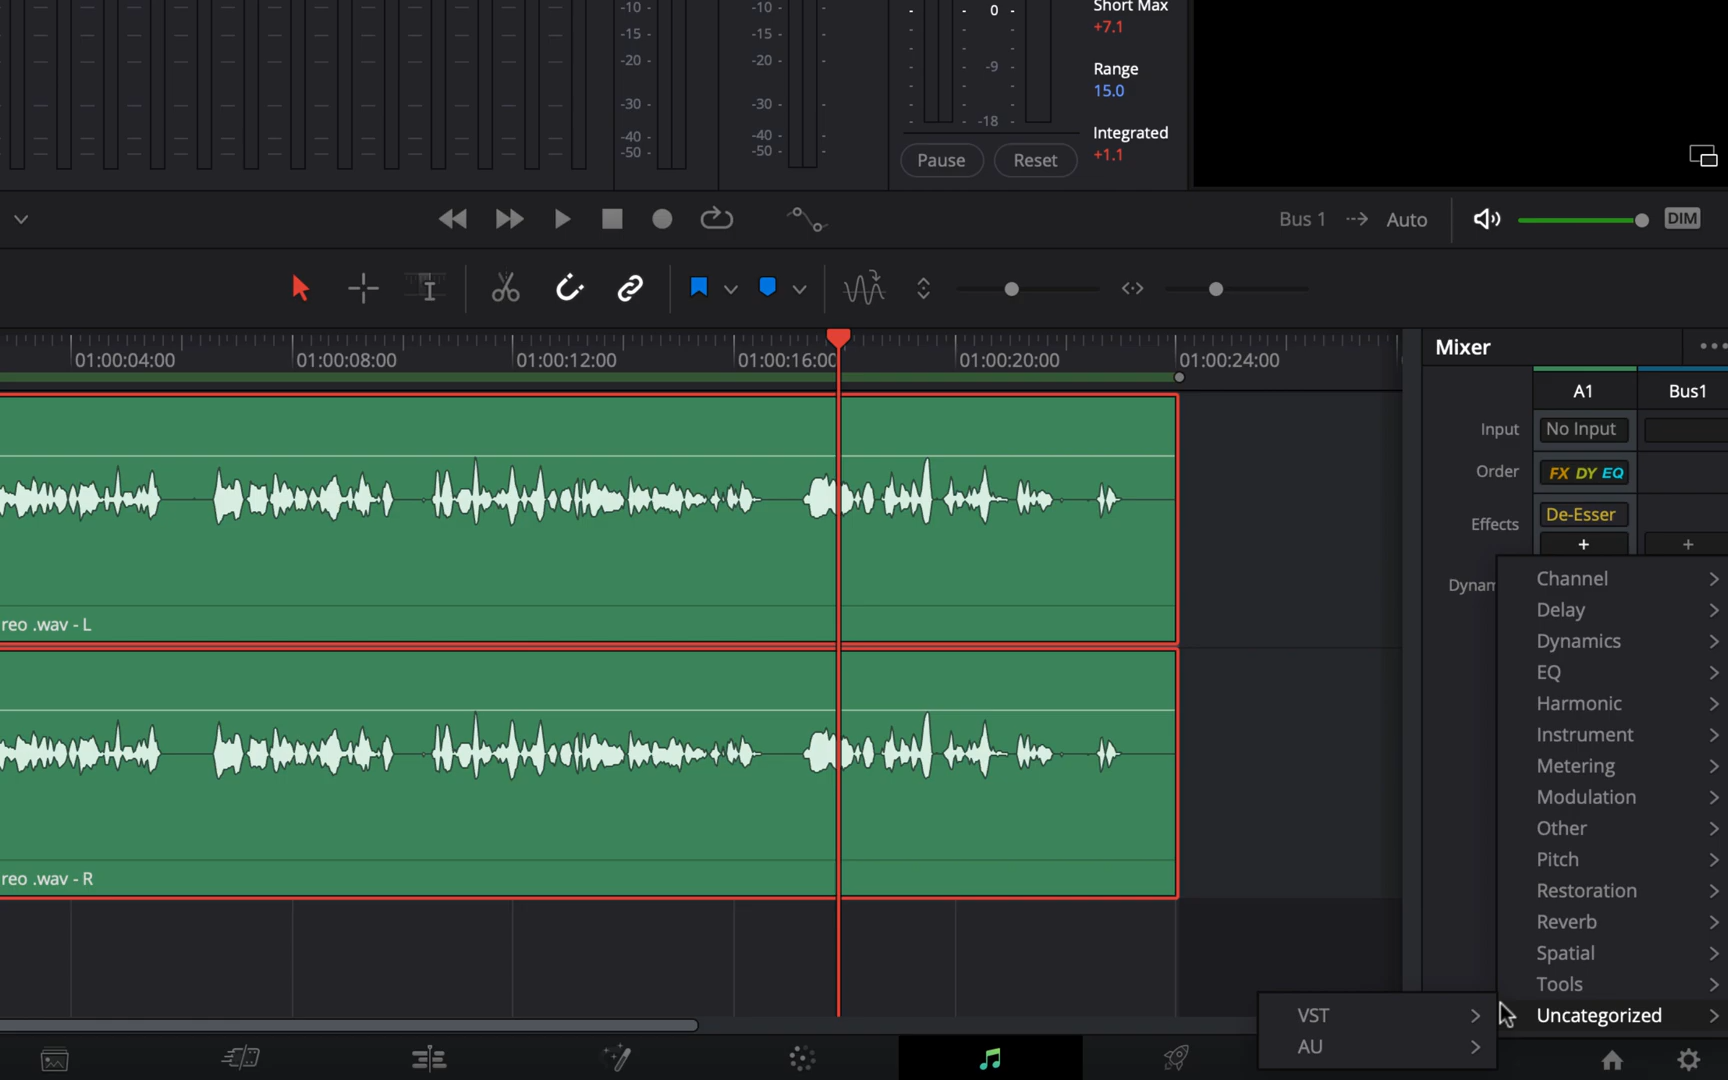 -10 -
-10 -
0
Short Max
-15 -
-15 -
+7.1
-20 -
-20 -
-9
Range
15.0
-30 -
-30 -
-18
-40 -
-40 -
Integrated
-50 -
-50 -
Pause
Reset
+1.1
Bus 1
Auto
DIM
01:00:04:00
01:00:08:00
01:00:12:00
01:00:16:00
01:00:20:00
01:00:24:00
Mixer
A1
Bus1
Input
No Input
Order
FX DY EQ
Effects
De-Esser
+
+
Dynam
Channel
Delay
Dynamics
EQ
Harmonic
Instrument
Metering
Modulation
Other
Pitch
Restoration
Reverb
Spatial
Tools
Uncategorized
VST
AU
reo .wav - L
reo .wav - R